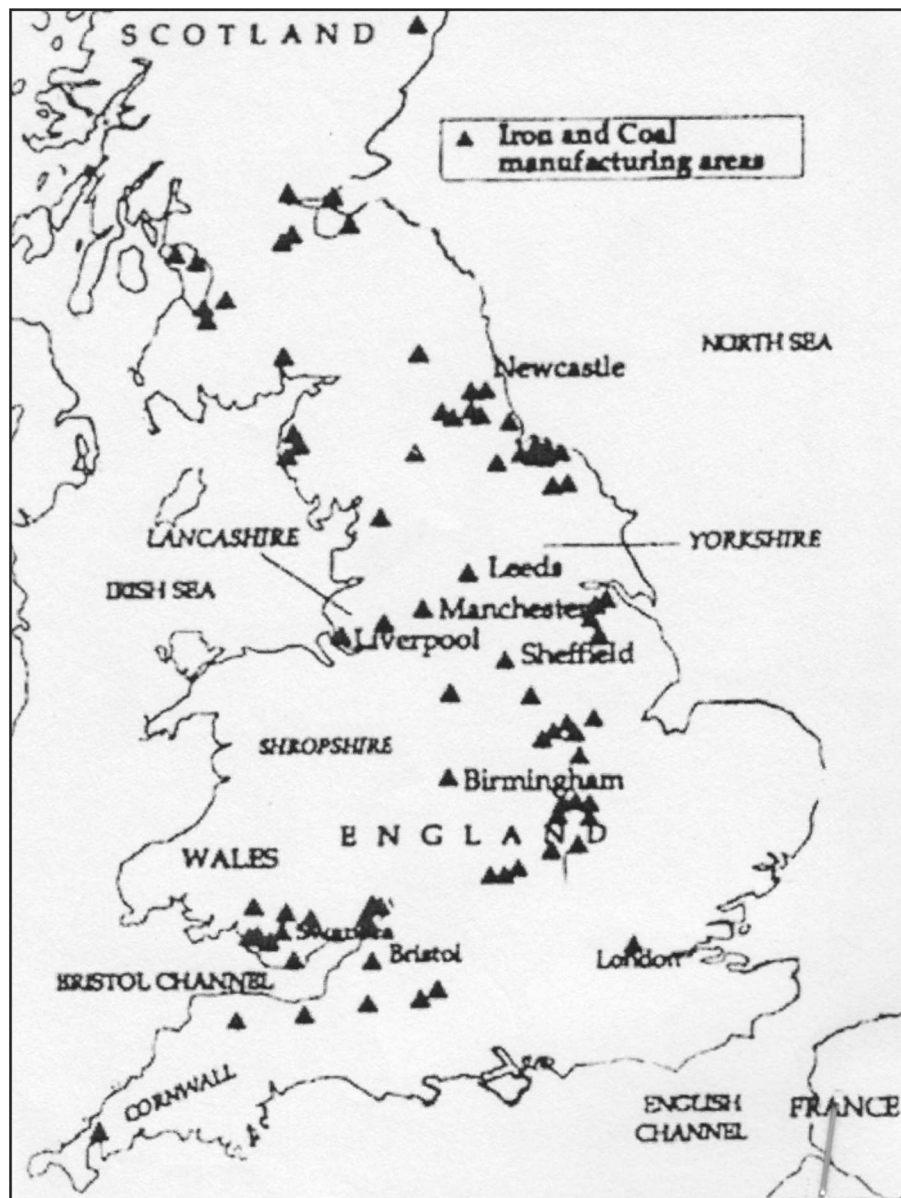 SCOTLAND
Iron and Coal
manufacturing areas
NORTH SEA
Newcastle
LANCASHIRE
YORKSHIRE
Leeds
IRISH SEA
Manchester
Liverpool
Sheffield
SHROPSHIRE
Birmingham
ENGLAND
WALES
Swansea
Bristol
London
BRISTOL CHANNEL
CORNWALL
ENGLISH
CHANNEL
FRANCE